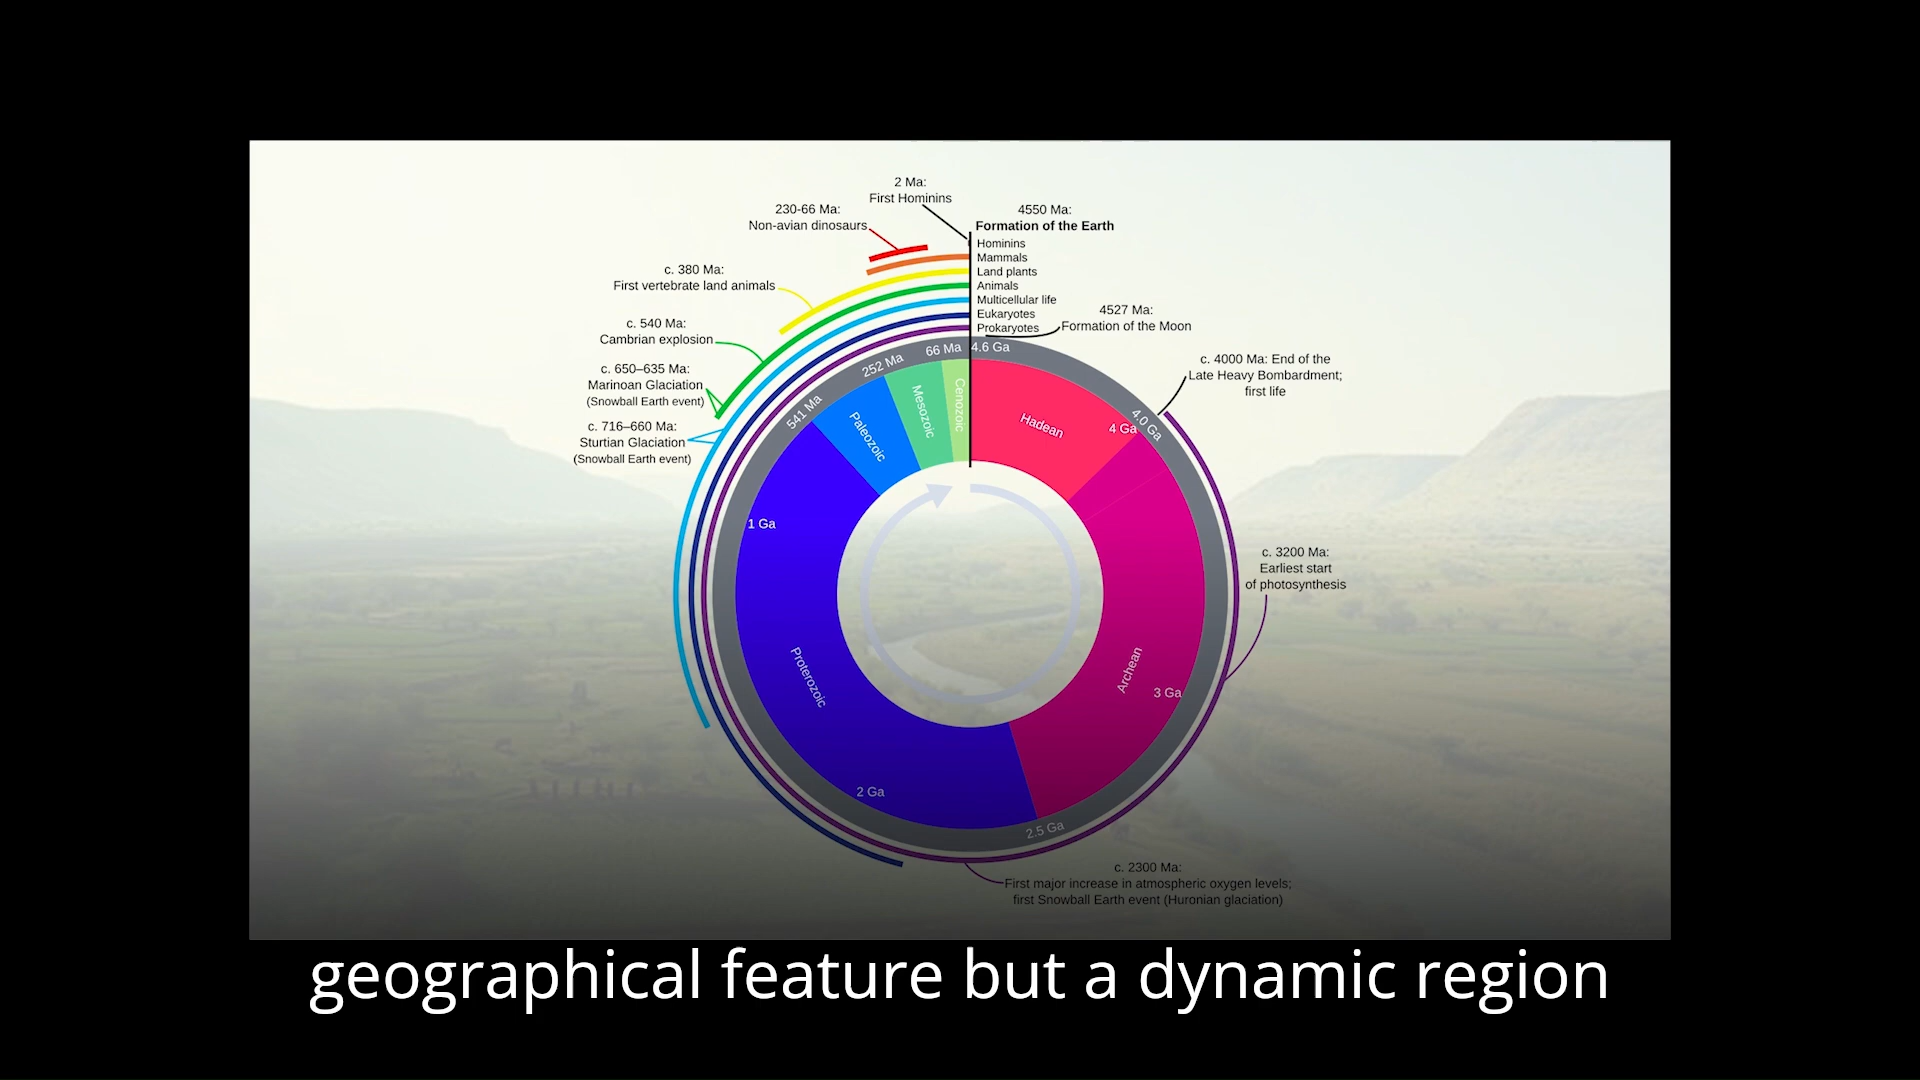 2 Ma:
First Hominins
230-66 Ma:
Non-avian dinosaurs
4550 Ma:
Formation of the Earth
Hominins
Mammals
Land plants
Animals
Multicellular life
Eukaryotes
Prokaryotes
c. 380 Ma:
First vertebrate land animals
4527 Ma:
Formation of the Moon
c. 540 Ma:
Cambrian explosion
c. 650–635 Ma:
Marinoan Glaciation
(Snowball Earth event)
c. 716–660 Ma:
Sturtian Glaciation
(Snowball Earth event)
c. 4000 Ma: End of the
Late Heavy Bombardment;
first life
4.6 Ga
66 Ma
252 Ma
541 Ma
4.0 Ga
4 Ga
Hadean
Cenozoic
Mesozoic
Paleozoic
1 Ga
c. 3200 Ma:
Earliest start
of photosynthesis
Archean
3 Ga
Proterozoic
2 Ga
2.5 Ga
c. 2300 Ma:
First major increase in atmospheric oxygen levels;
first Snowball Earth event (Huronian glaciation)
geographical feature but a dynamic region